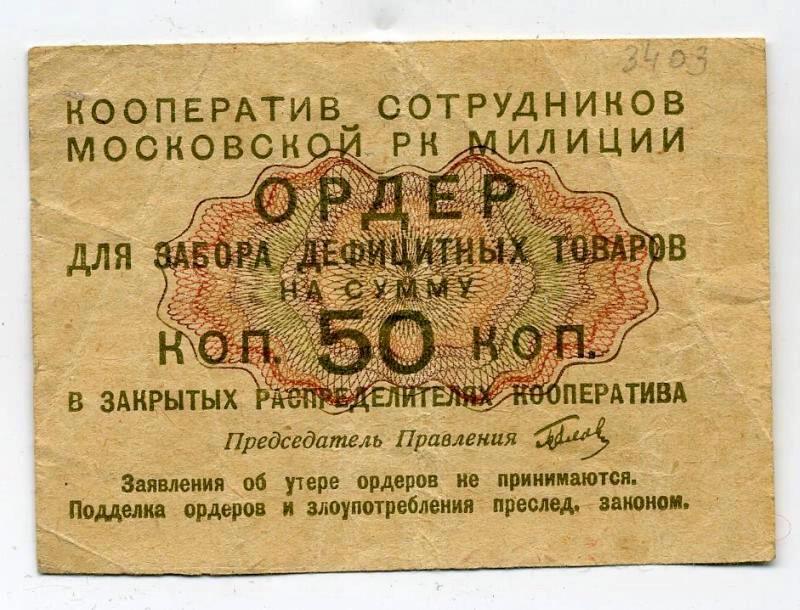 3403
КООПЕРАТИВ СОТРУДНИКОВ
МОСКОВСКОЙ РК МИЛИЦИИ
ОРДЕР
ДЛЯ ЗАБОРА ДЕФИЦИТНЫХ ТОВАРОВ
НА СУММУ
КОП. 50 КОП.
В ЗАКРЫТЫХ РАСПРЕДЕЛИТЕЛЯХ КООПЕРАТИВА
Председатель Правления
Заявления об утере ордеров не принимаются.
Подделка ордеров и злоупотребления преслед. законом.